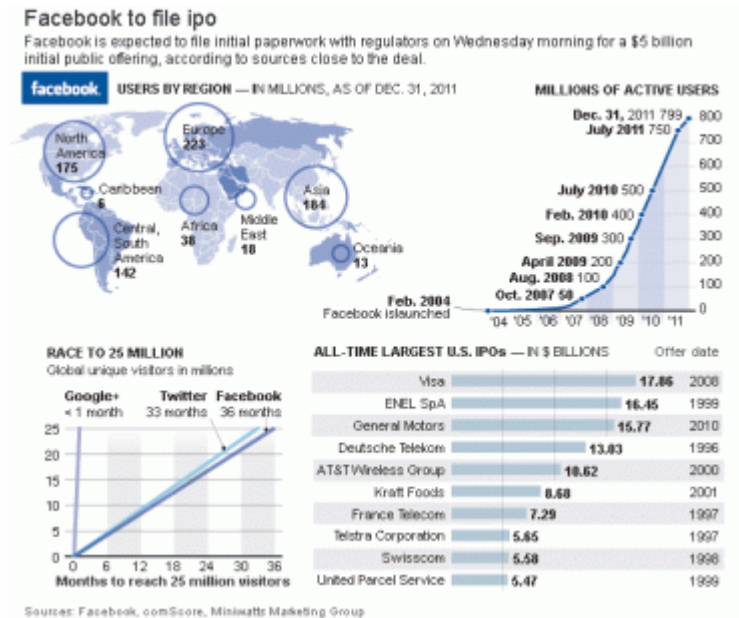 Facebook to file ipo
Facebook is expected to file initial paperwork with regulators on Wednesday morning for a $5 billion
initial public offering, according to sources close to the deal.
facebook.
USERS BY REGION — IN MILLIONS, AS OF DEC. 31, 2011
North
America
175
Europe
223
Caribbean
6
Central,
South
America
142
Africa
38
Middle
East
18
Asia
184
Oceania
13
MILLIONS OF ACTIVE USERS
Dec. 31, 2011 799
July 2011 750
July 2010 500
Feb. 2010 400
Sep. 2009 300
April 2009 200
Aug. 2008 100
Oct. 2007 50
Feb. 2004
Facebook islaunched
800
700
600
500
400
300
200
100
0
'04 '05 '06 '07 '08 '09 '10 '11
RACE TO 25 MILLION
Global unique visitors in millions
Google+
< 1 month
Twitter
33 months
Facebook
36 months
25
20
15
10
5
0
0 6 12 18 24 30 36
Months to reach 25 million visitors
ALL-TIME LARGEST U.S. IPOs — IN $ BILLIONS Offer date
Visa 17.86 2008
ENEL SpA 16.45 1999
General Motors 15.77 2010
Deutsche Telekom 13.03 1996
AT&T Wireless Group 10.62 2000
Kraft Foods 8.68 2001
France Telecom 7.29 1997
Telstra Corporation 5.65 1997
Swisscom 5.58 1998
United Parcel Service 5.47 1999
Sources: Facebook, comScore, Miniwatts Marketing Group